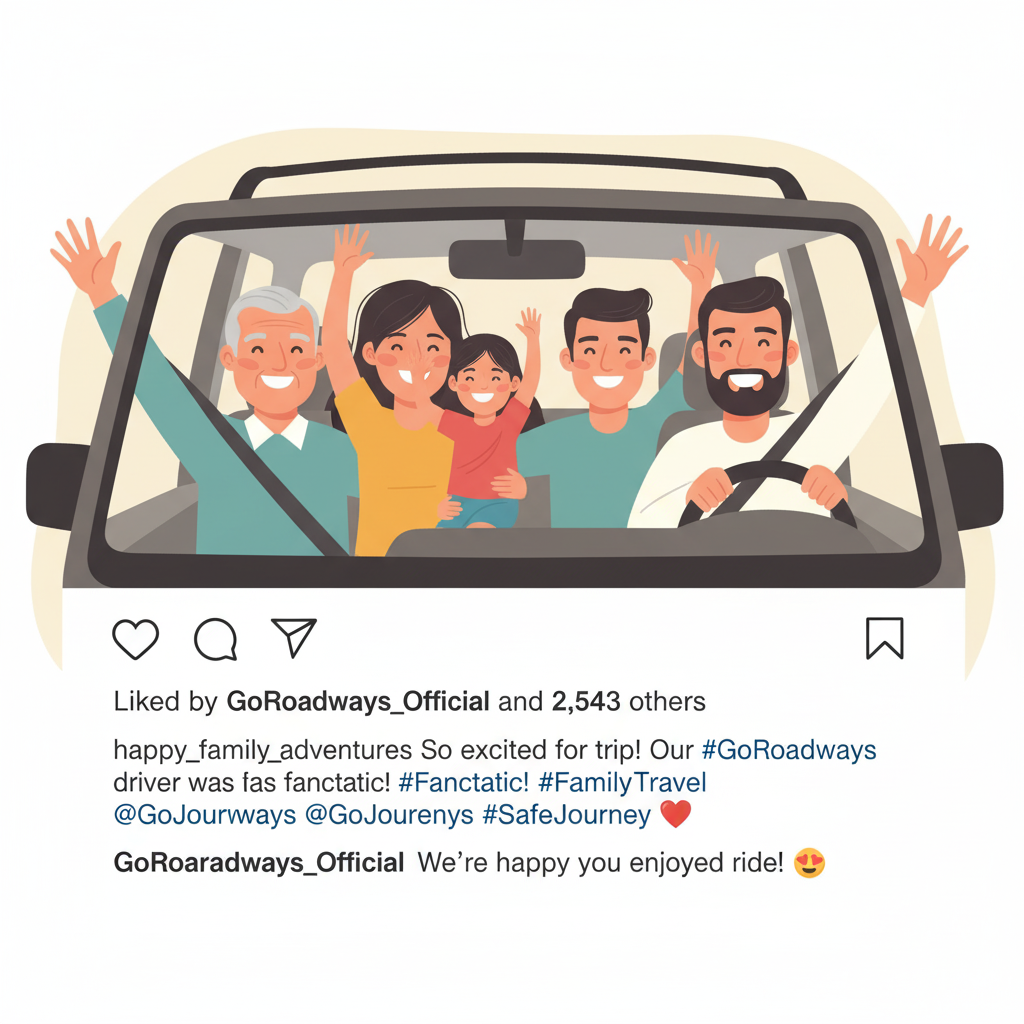 Liked by GoRoadways_Official and 2,543 others
happy_family_adventures So excited for trip! Our #GoRoadways
driver was fas fanctatic! #Fanctatic! #FamilyTravel
@GoJourwways @GoJourenys #SafeJourney ❤️
GoRoaradways_Official We're happy you enjoyed ride! 😍